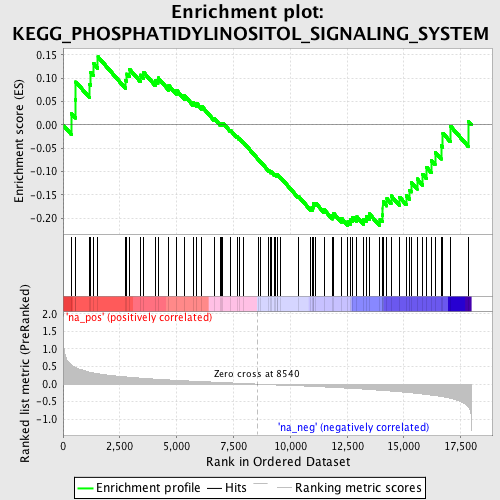 Enrichment plot:
KEGG_PHOSPHATIDYLINOSITOL_SIGNALING_SYSTEM
Enrichment score (ES)
0.15
0.10
0.05
0.00
-0.05
-0.10
-0.15
-0.20
'na_pos' (positively correlated)
Ranked list metric (PreRanked)
2.0
1.5
1.0
0.5
0.0
-0.5
-1.0
Zero cross at 8540
'na_neg' (negatively correlated)
0
2,500
5,000
7,500
10,000
12,500
15,000
17,500
Rank in Ordered Dataset
Enrichment profile
Hits
Ranking metric scores